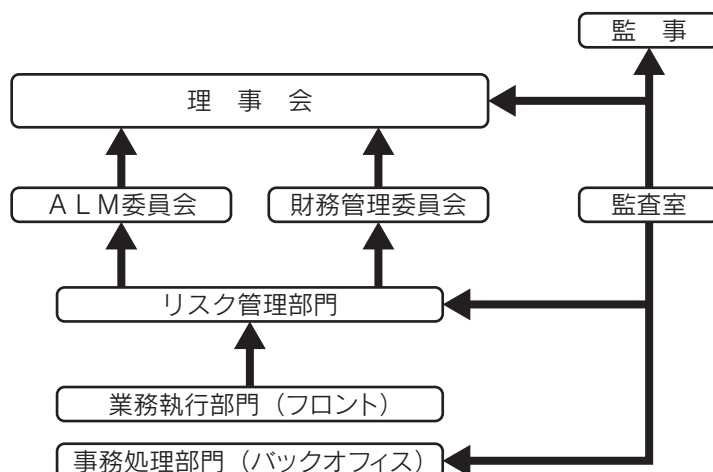 監　事
理　事　会
ＡＬＭ委員会
財務管理委員会
監査室
リスク管理部門
業務執行部門（フロント）
事務処理部門（バックオフィス）